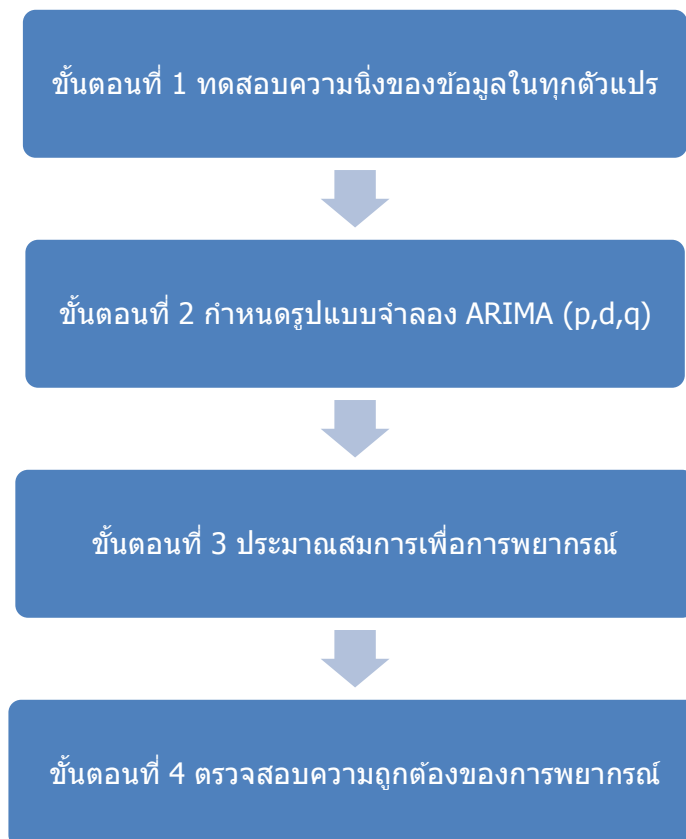 ขั้นตอนที่ 1 ทดสอบความนิ่งของข้อมูลในทุกตัวแปร
ขั้นตอนที่ 2 กำหนดรูปแบบจำลอง ARIMA (p,d,q)
ขั้นตอนที่ 3 ประมาณสมการเพื่อการพยากรณ์
ขั้นตอนที่ 4 ตรวจสอบความถูกต้องของการพยากรณ์